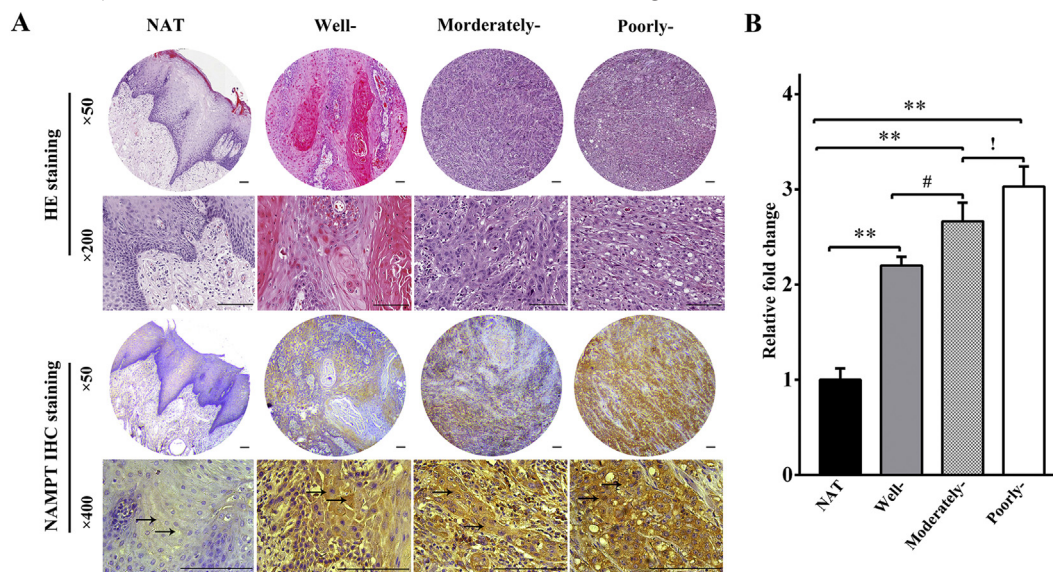 A
NAT
Well-
Morderately-
Poorly-
HE staining
×50
×200
NAMPT IHC staining
×50
×400
B
Relative fold change
4
3
2
1
0
**
**
!
#
**
NAT
Well-
Moderately-
Poorly-